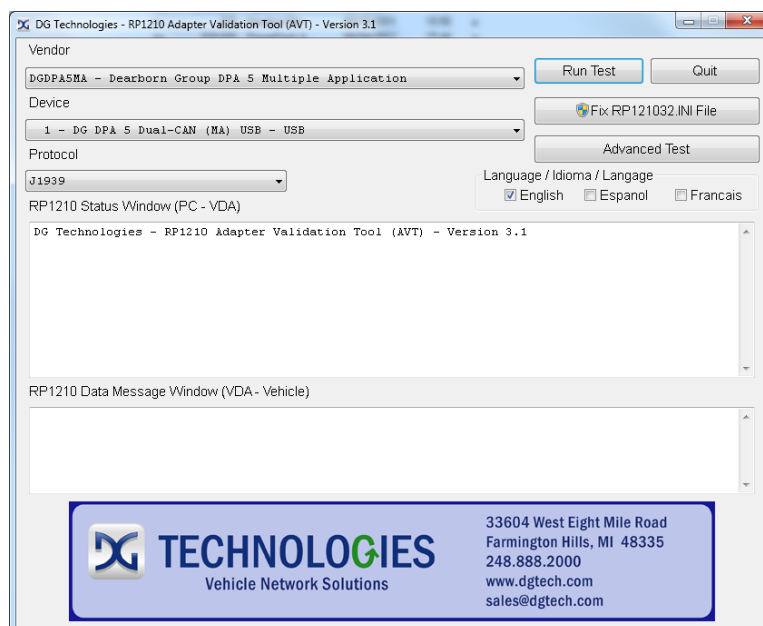 DG Technologies - RP1210 Adapter Validation Tool (AVT) - Version 3.1
Vendor
DGDPA5MA - Dearborn Group DPA 5 Multiple Application
Run Test
Quit
Device
Fix RP121032.INI File
1 - DG DPA 5 Dual-CAN (MA) USB - USB
Advanced Test
Protocol
J1939
Language / Idioma / Langage
English
Espanol
Francais
RP1210 Status Window (PC - VDA)
DG Technologies - RP1210 Adapter Validation Tool (AVT) - Version 3.1
RP1210 Data Message Window (VDA - Vehicle)
DG TECHNOLOGIES
Vehicle Network Solutions
33604 West Eight Mile Road
Farmington Hills, MI 48335
248.888.2000
www.dgtech.com
sales@dgtech.com